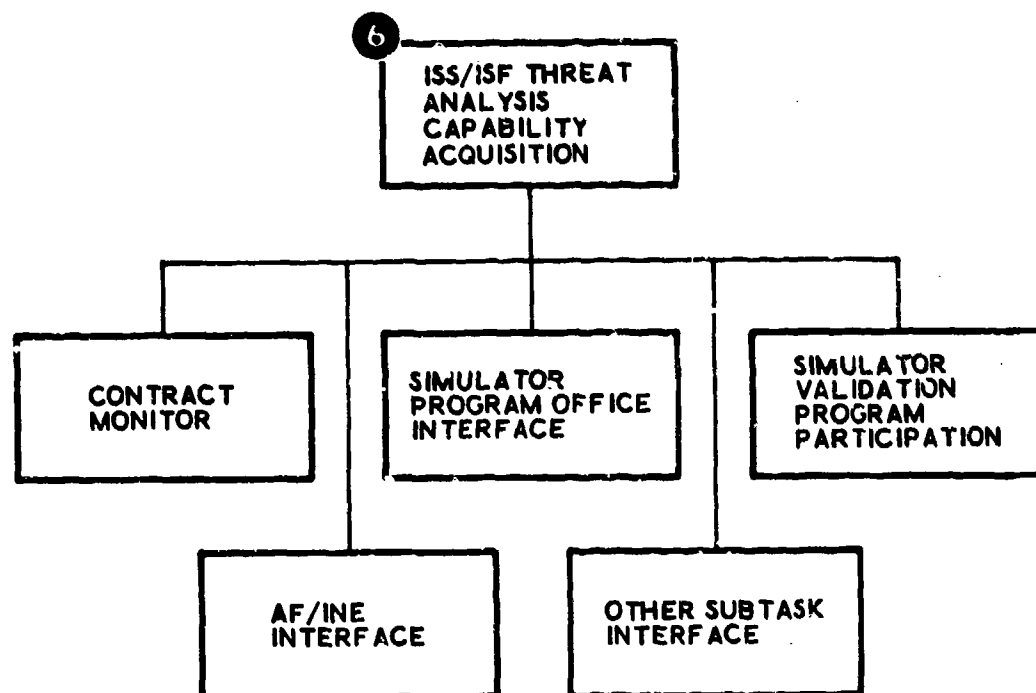 6
ISS/ISF THREAT
ANALYSIS
CAPABILITY
ACQUISITION
CONTRACT
MONITOR
SIMULATOR
PROGRAM OFFICE
INTERFACE
SIMULATOR
VALIDATION
PROGRAM
PARTICIPATION
AF/INE
INTERFACE
OTHER SUBTASK
INTERFACE